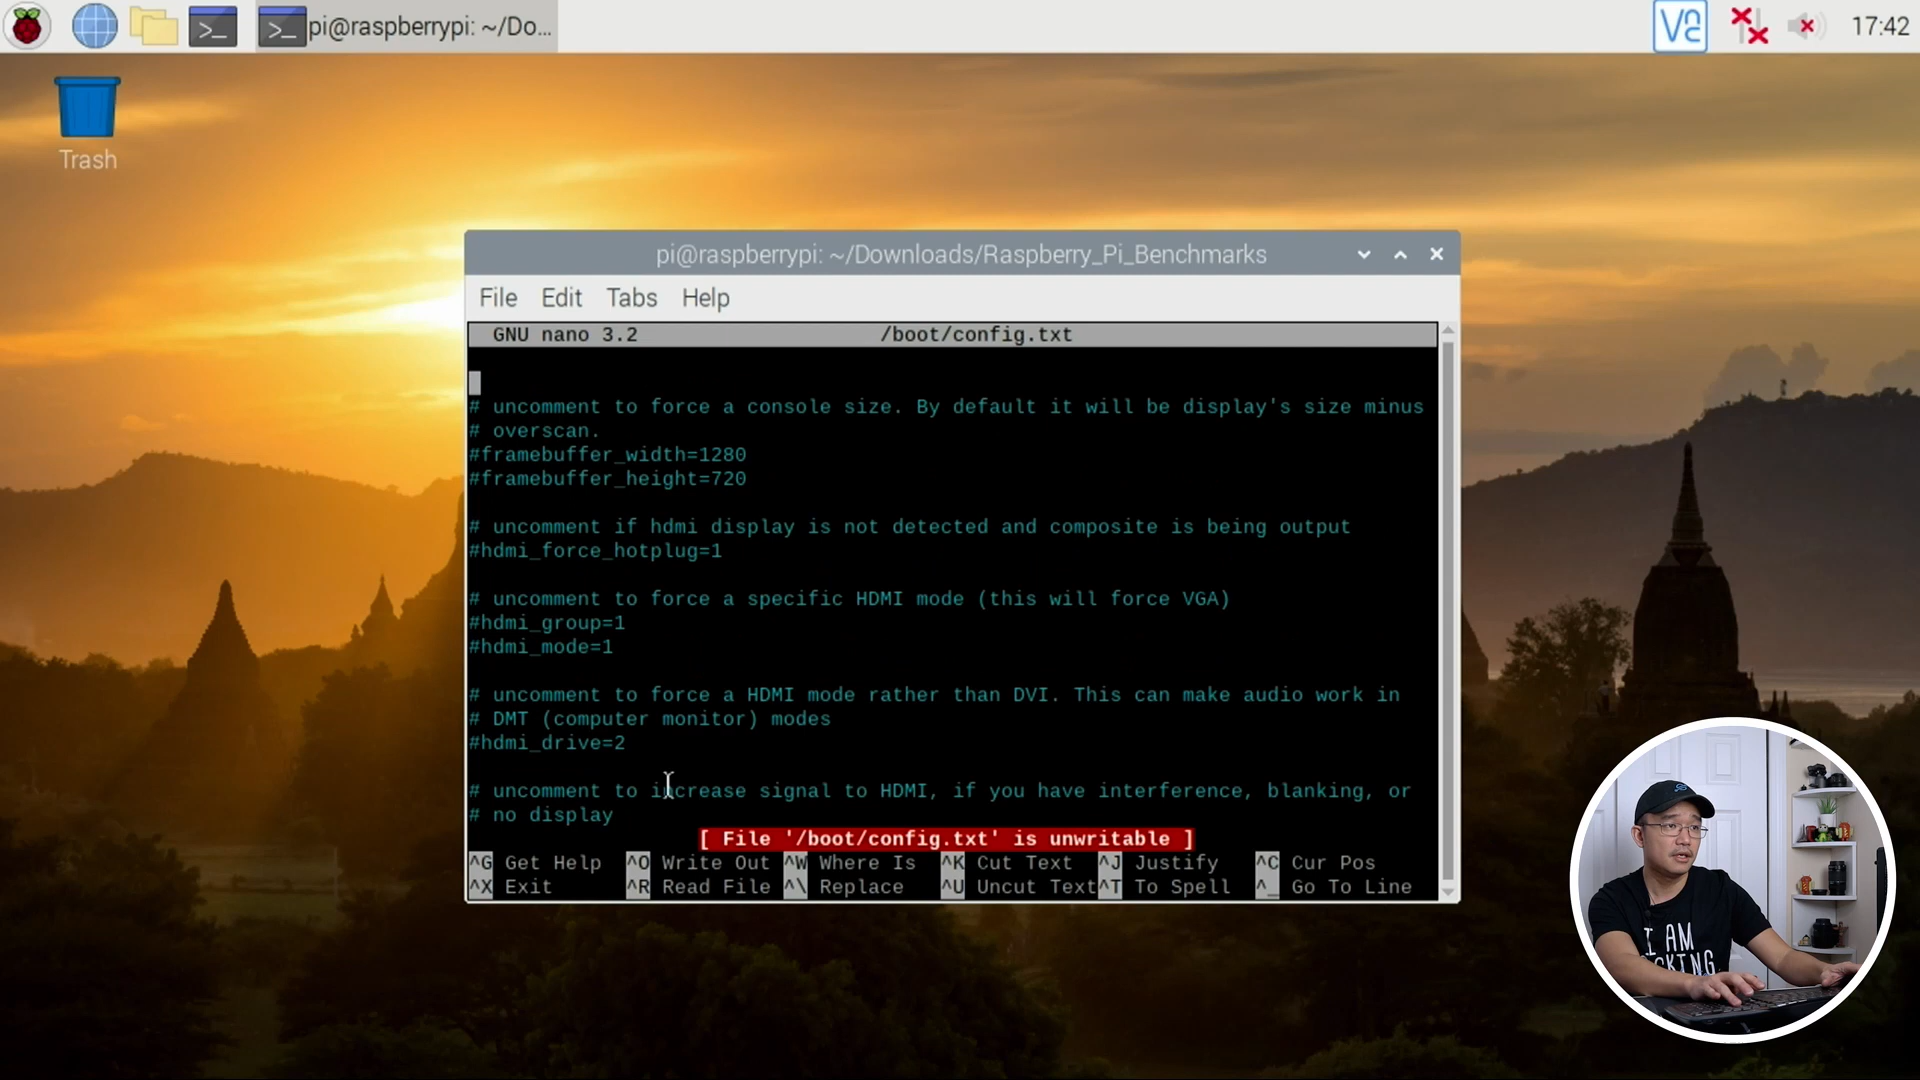 pi@raspberrypi: ~/Do...
VNC
17:42
Trash
pi@raspberrypi: ~/Downloads/Raspberry_Pi_Benchmarks
File Edit Tabs Help
GNU nano 3.2 /boot/config.txt
# uncomment to force a console size. By default it will be display's size minus
# overscan.
#framebuffer_width=1280
#framebuffer_height=720
# uncomment if hdmi display is not detected and composite is being output
#hdmi_force_hotplug=1
# uncomment to force a specific HDMI mode (this will force VGA)
#hdmi_group=1
#hdmi_mode=1
# uncomment to force a HDMI mode rather than DVI. This can make audio work in
# DMT (computer monitor) modes
#hdmi_drive=2
# uncomment to increase signal to HDMI, if you have interference, blanking, or
# no display
[ File '/boot/config.txt' is unwritable ]
^G Get Help ^O Write Out ^W Where Is ^K Cut Text ^J Justify ^C Cur Pos
^X Exit ^R Read File ^\ Replace ^U Uncut Text ^T To Spell ^_ Go To Line
I AM